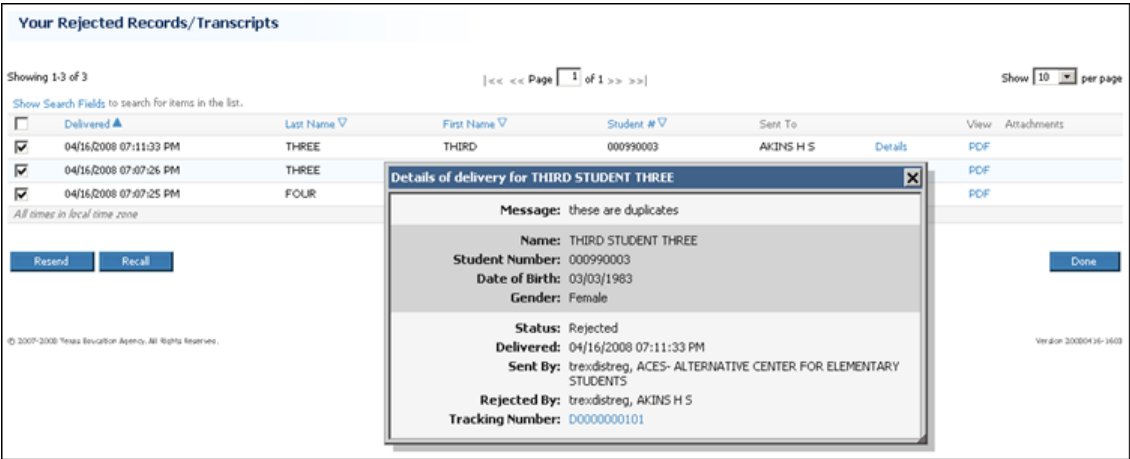 Your Rejected Records/Transcripts
Showing 1-3 of 3 |<< << Page 1 of 1 >> >>| Show 10 per page
Show Search Fields to search for items in the list.
Delivered Last Name First Name Student # Sent To View Attachments
04/16/2008 07:11:33 PM THREE THIRD 000990003 AKINS H S Details PDF
04/16/2008 07:07:26 PM THREE PDF
04/16/2008 07:07:25 PM FOUR PDF
All times in local time zone
Resend Recall Done
Details of delivery for THIRD STUDENT THREE
Message: these are duplicates
Name: THIRD STUDENT THREE
Student Number: 000990003
Date of Birth: 03/03/1983
Gender: Female
Status: Rejected
Delivered: 04/16/2008 07:11:33 PM
Sent By: trexdistreg, ACES- ALTERNATIVE CENTER FOR ELEMENTARY
STUDENTS
Rejected By: trexdistreg, AKINS H S
Tracking Number: D0000000101
© 2007-2008 Texas Education Agency. All Rights Reserves.
Version 20080416-1603